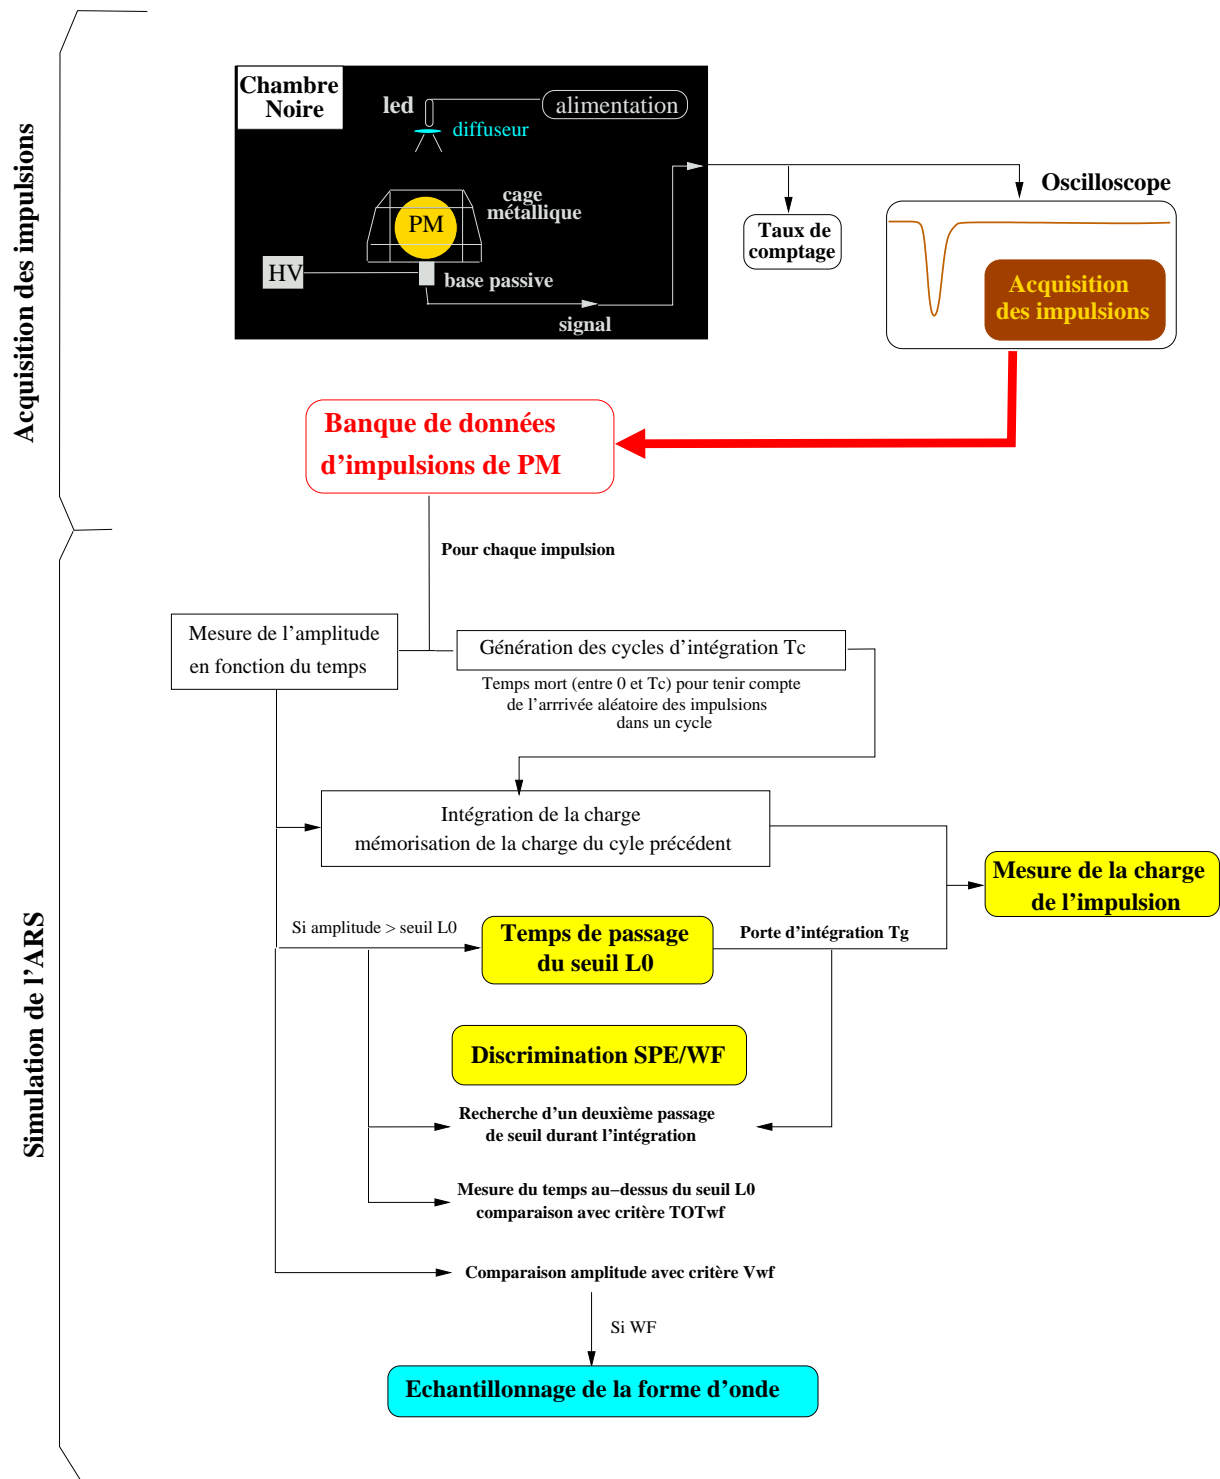 Acquisition des impulsions
Chambre
Noire
led
alimentation
diffuseur
cage
métallique
PM
HV
base passive
signal
Taux de
comptage
Oscilloscope
Acquisition
des impulsions
Banque de données
d'impulsions de PM
Pour chaque impulsion
Simulation de l'ARS
Mesure de l'amplitude
en fonction du temps
Génération des cycles d'intégration Tc
Temps mort (entre 0 et Tc) pour tenir compte
de l'arrrivée aléatoire des impulsions
dans un cycle
Intégration de la charge
mémorisation de la charge du cyle précédent
Mesure de la charge
de l'impulsion
Si amplitude > seuil L0
Temps de passage
du seuil L0
Porte d'intégration Tg
Discrimination SPE/WF
Recherche d'un deuxième passage
de seuil durant l'intégration
Mesure du temps au−dessus du seuil L0
comparaison avec critère TOTwf
Comparaison amplitude avec critère Vwf
Si WF
Echantillonnage de la forme d'onde